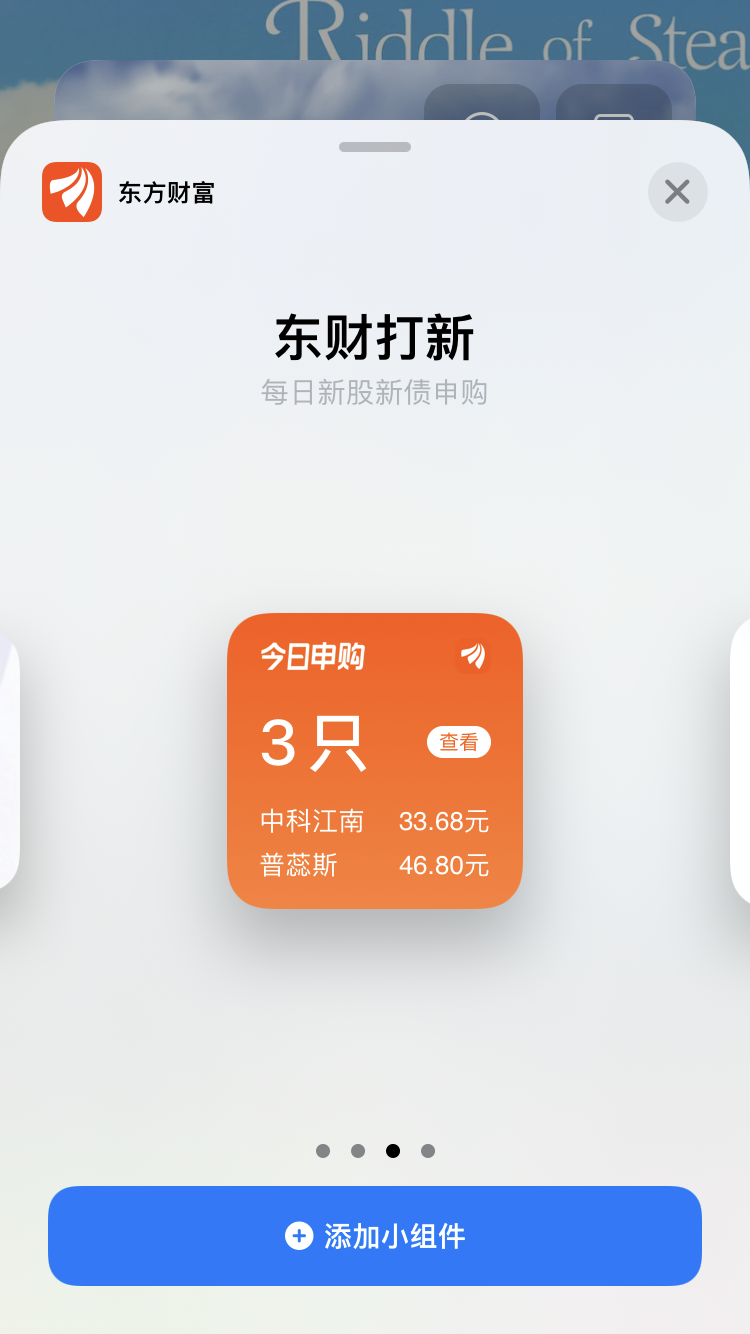 Riddle of Stea
东方财富
东财打新
每日新股新债申购
今日申购
3 只
查看
中科江南 33.68元
普蕊斯 46.80元
添加小组件